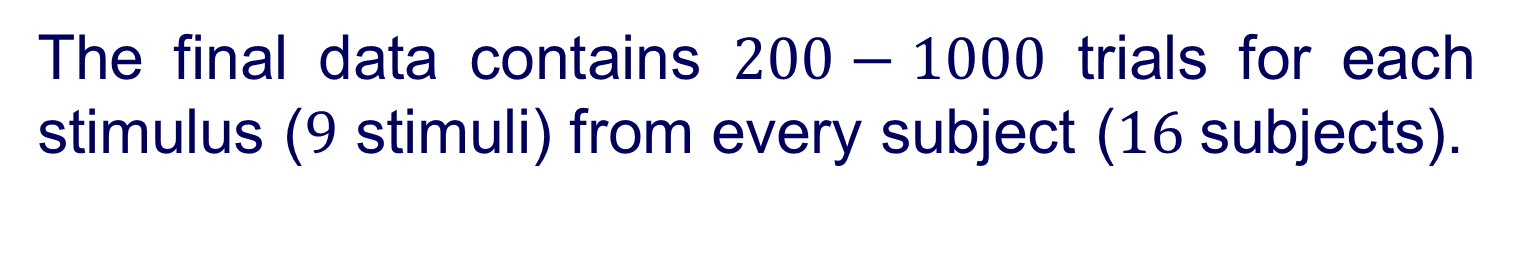 The final data contains 200 − 1000 trials for each
stimulus (9 stimuli) from every subject (16 subjects).